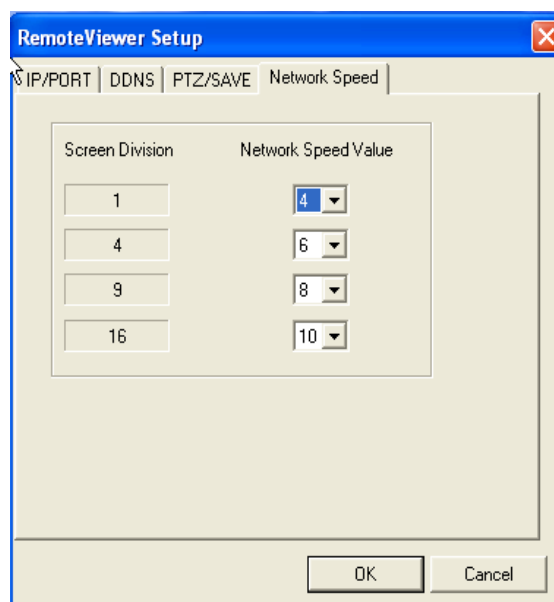 RemoteViewer Setup
IP/PORT DDNS PTZ/SAVE Network Speed
Screen Division Network Speed Value
1 4
4 6
9 8
16 10
OK Cancel